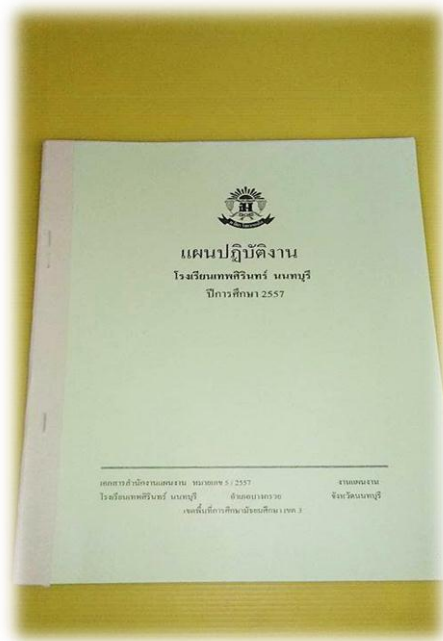 แผนปฏิบัติงาน
โรงเรียนเทพศิรินทร์ นนทบุรี
ปีการศึกษา 2557
เอกสารสำนักงานแผนงาน หมายเลข 5 / 2557 งานแผนงาน
โรงเรียนเทพศิรินทร์ นนทบุรี อำเภอบางกรวย จังหวัดนนทบุรี
เขตพื้นที่การศึกษามัธยมศึกษา เขต 3